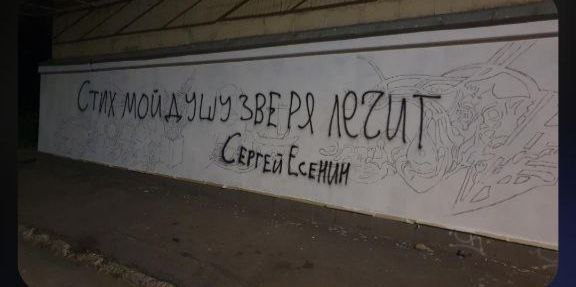 Стих мой душу зверя лечит
Сергей Есенин